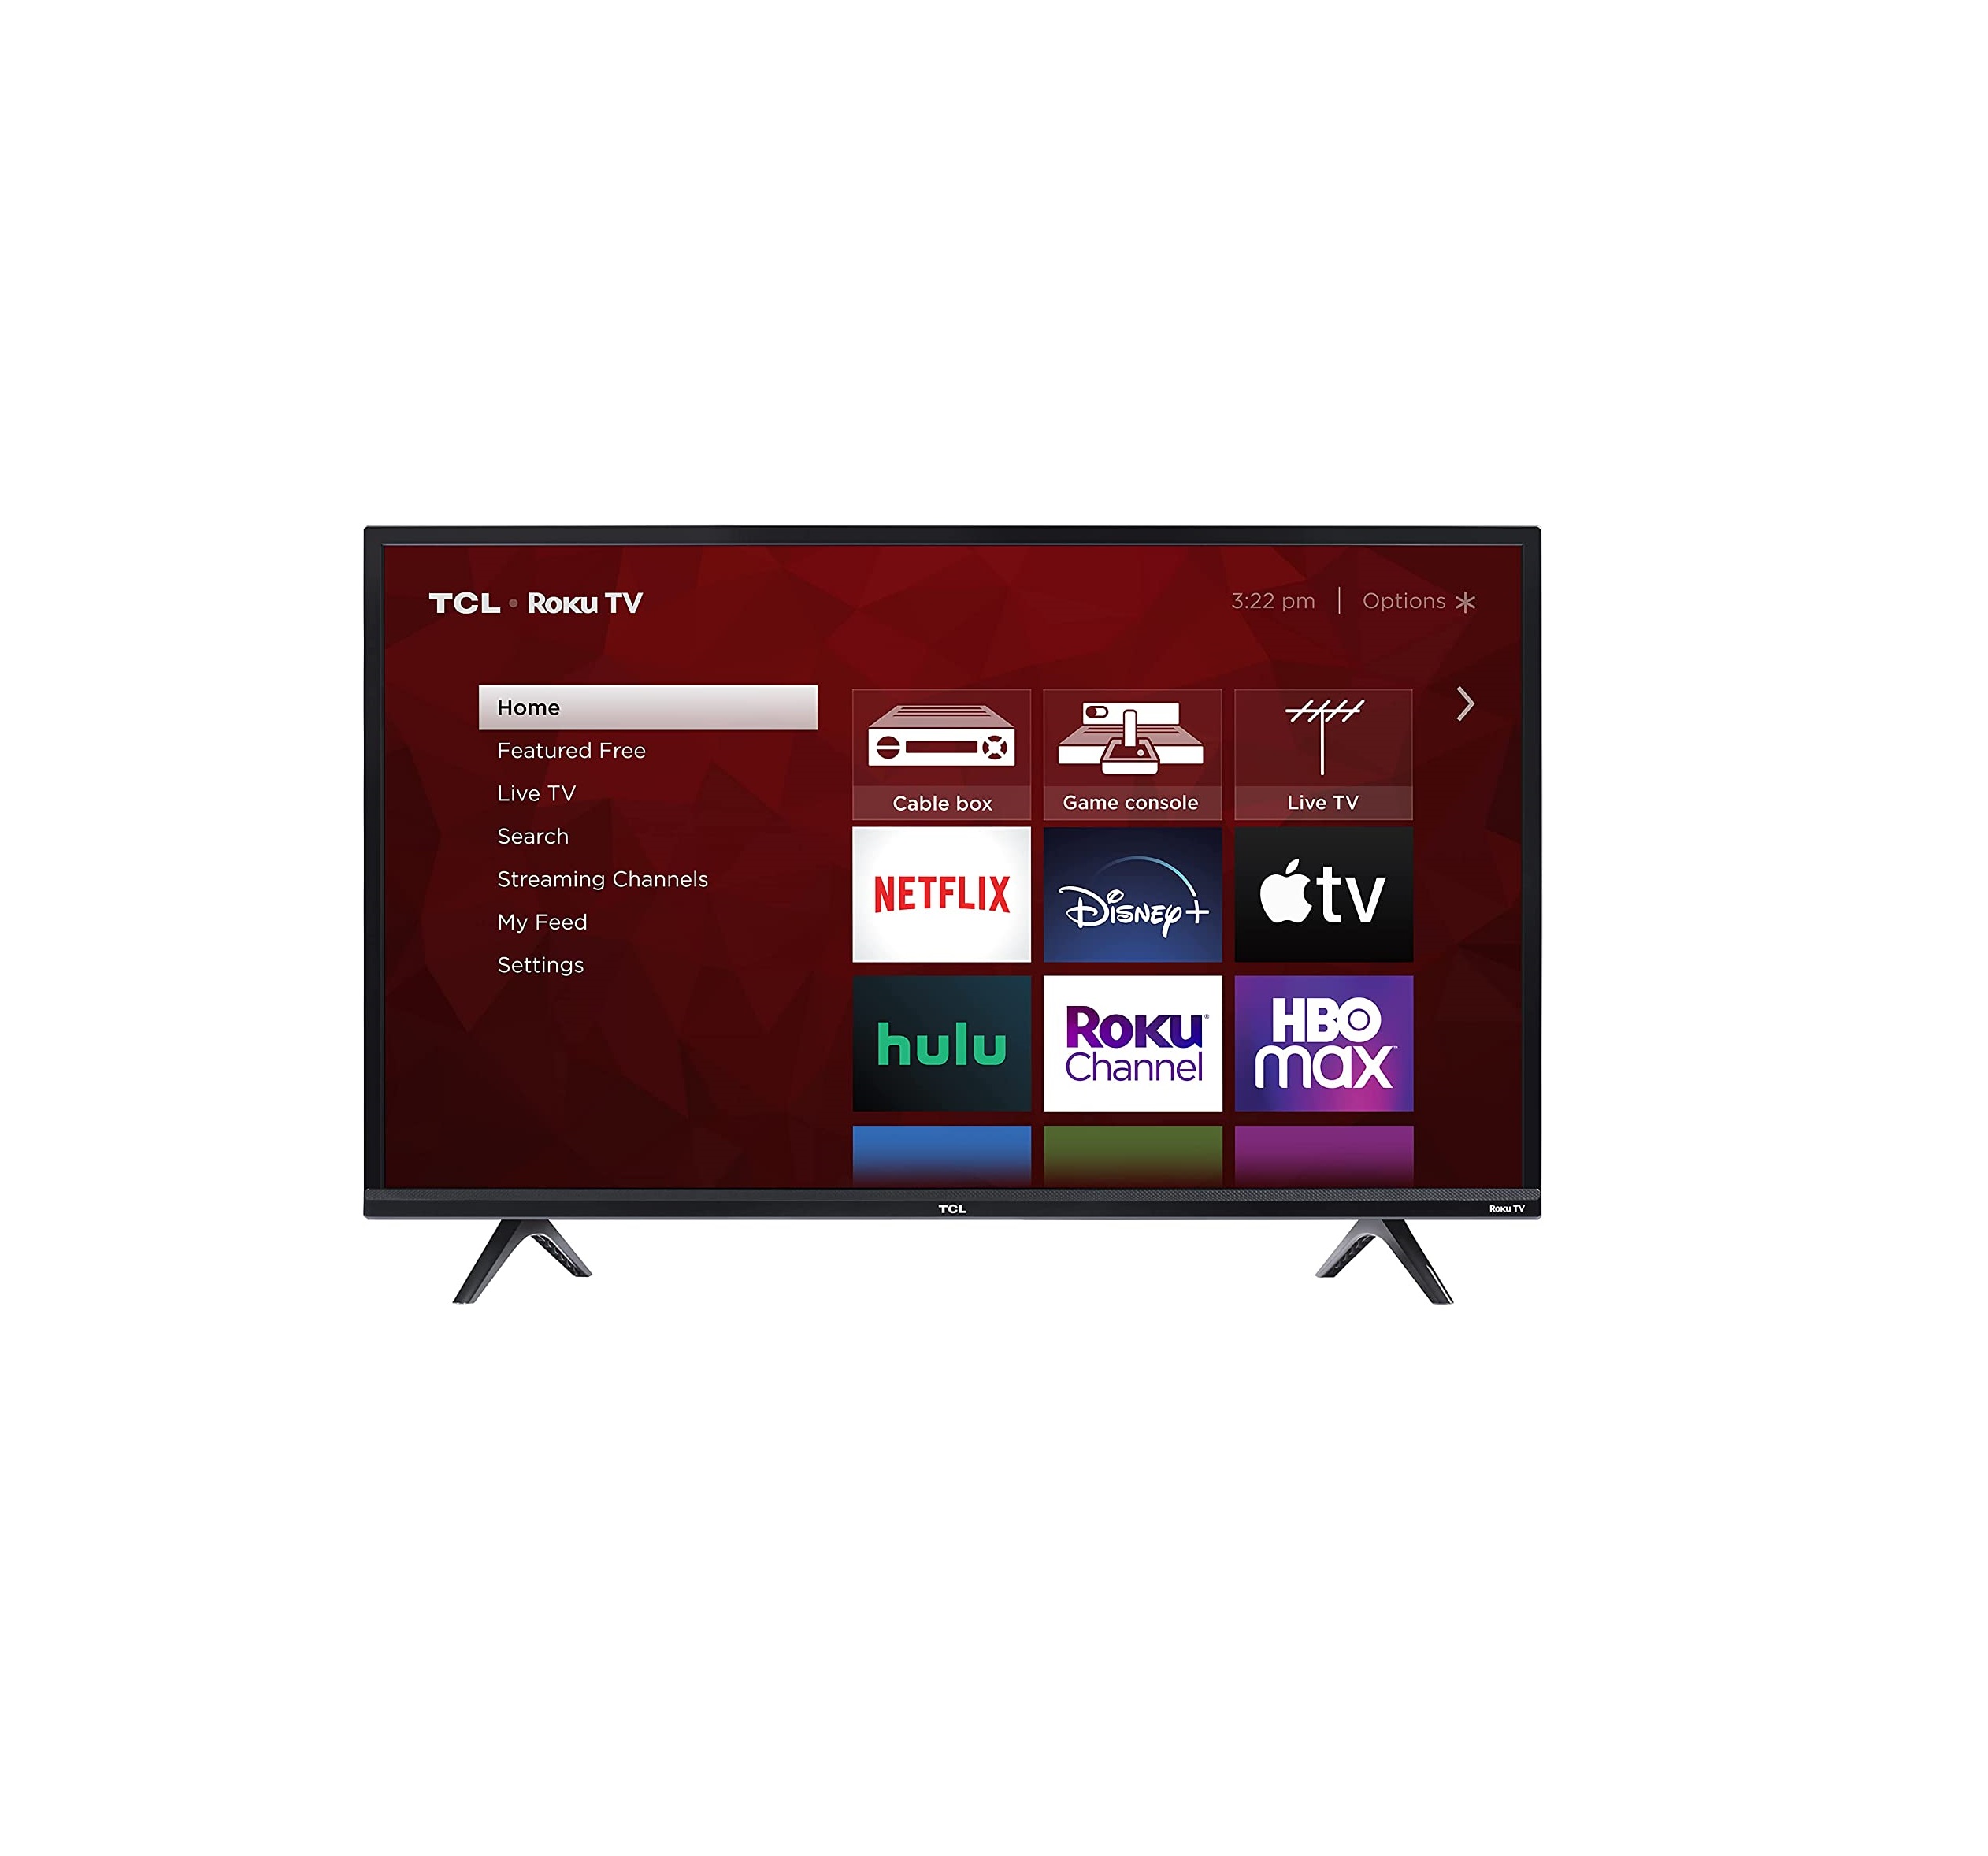 TCL • Roku TV
3:22 pm | Options *
Home
Featured Free
Live TV
Search
Streaming Channels
My Feed
Settings
Cable box
Game console
Live TV
NETFLIX
Disney+
tv
hulu
Roku Channel
HBO max
TCL
Roku TV